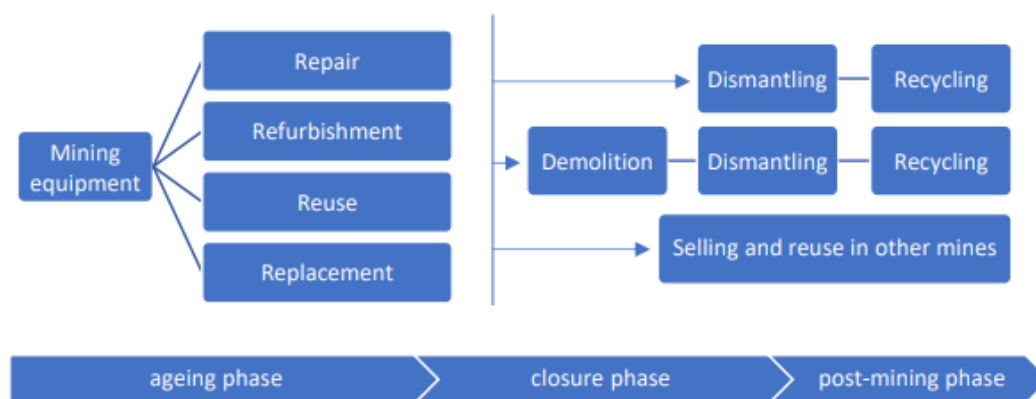 Mining
equipment
Repair
Refurbishment
Reuse
Replacement
Dismantling
Recycling
Demolition
Dismantling
Recycling
Selling and reuse in other mines
ageing phase
closure phase
post-mining phase